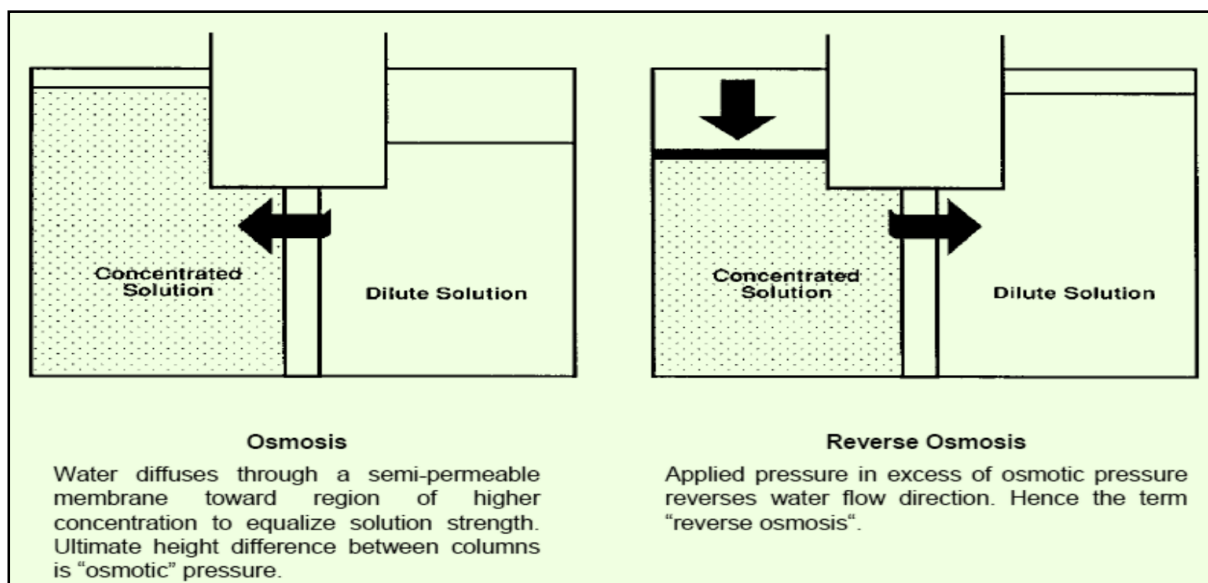 Concentrated
Solution
Dilute Solution
Osmosis
Water diffuses through a semi-permeable
membrane toward region of higher
concentration to equalize solution strength.
Ultimate height difference between columns
is “osmotic” pressure.
Concentrated
Solution
Dilute Solution
Reverse Osmosis
Applied pressure in excess of osmotic pressure
reverses water flow direction. Hence the term
“reverse osmosis“.